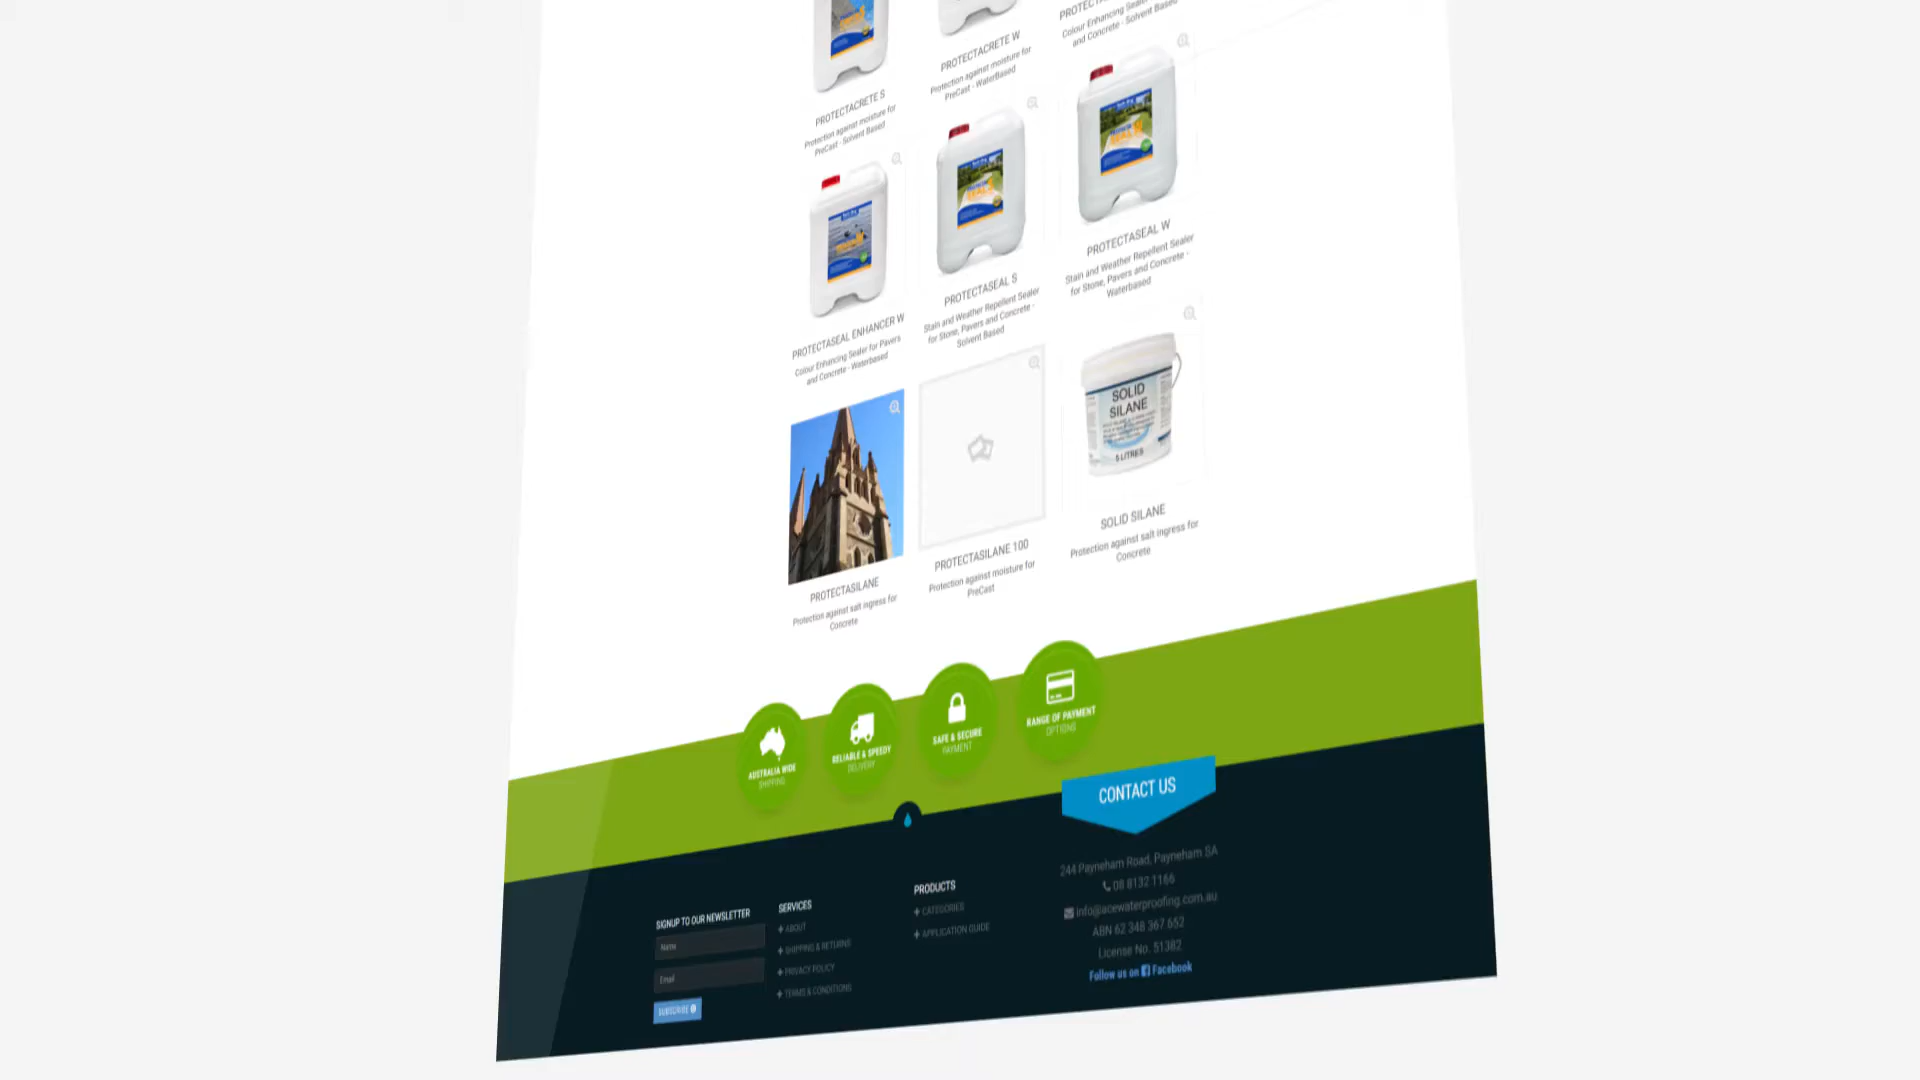 PROTECTACRETE S
Protection against moisture for
PreCast - Solvent Based
PROTECTACRETE W
Protection against moisture for
PreCast - WaterBased
Colour Enhancing Sealer for Pavers
and Concrete - Solvent Based
PROTECTASEAL ENHANCER W
Colour Enhancing Sealer for Pavers
and Concrete - Waterbased
PROTECTASEAL S
Stain and Weather Repellent Sealer
for Stone, Pavers and Concrete -
Solvent Based
PROTECTASEAL W
Stain and Weather Repellent Sealer
for Stone, Pavers and Concrete -
Waterbased
SOLID
SILANE
5 LITRES
PROTECTASILANE
Protection against salt ingress for
Concrete
PROTECTASILANE 100
Protection against moisture for
PreCast
SOLID SILANE
Protection against salt ingress for
Concrete
AUSTRALIA WIDE
SHIPPING
RELIABLE & SPEEDY
DELIVERY
SAFE & SECURE
PAYMENT
RANGE OF PAYMENT
OPTIONS
SIGNUP TO OUR NEWSLETTER
Name
Email
SUBSCRIBE
SERVICES
ABOUT
SHIPPING & RETURNS
PRIVACY POLICY
TERMS & CONDITIONS
PRODUCTS
CATEGORIES
APPLICATION GUIDE
CONTACT US
244 Payneham Road, Payneham SA
08 8132 1166
info@acewaterproofing.com.au
ABN 62 348 367 652
License No. 51382
Follow us on Facebook